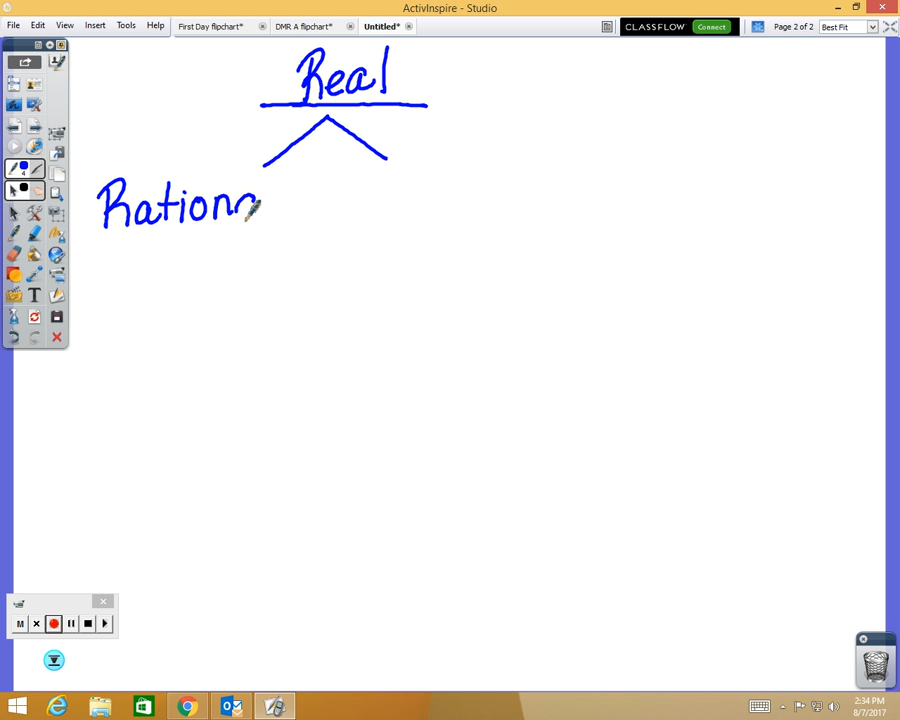 ActivInspire - Studio
File Edit View Insert Tools Help First Day flipchart* DMR A flipchart* Untitled* CLASSFLOW Connect Page 2 of 2 Best Fit
Real
4
Ration
M
2:34 PM
8/7/2017